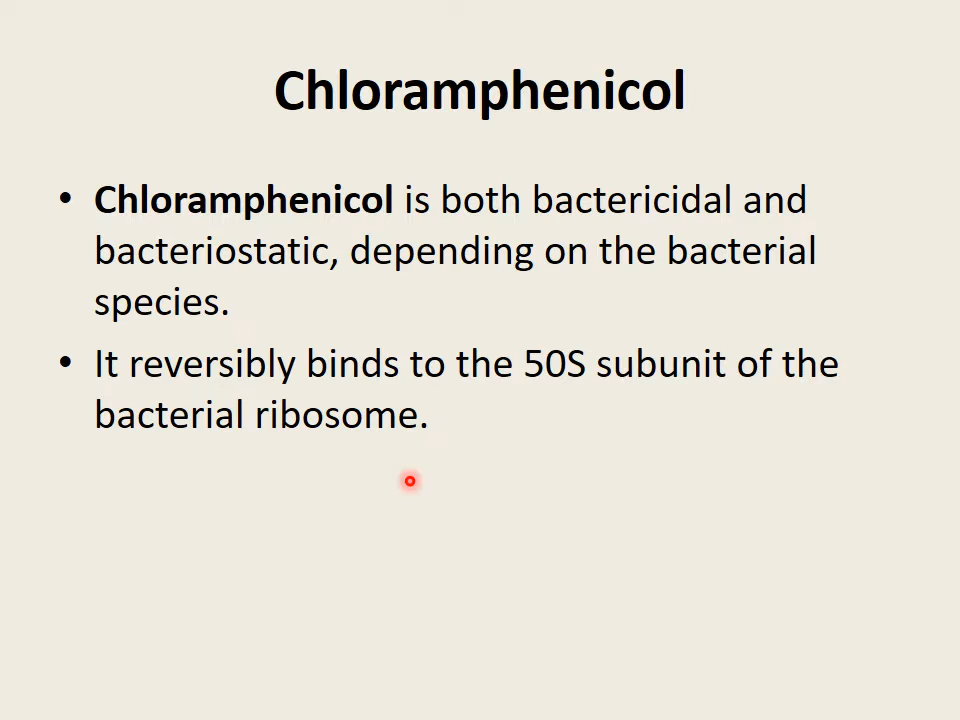 Chloramphenicol
• Chloramphenicol is both bactericidal and
bacteriostatic, depending on the bacterial
species.
• It reversibly binds to the 50S subunit of the
bacterial ribosome.